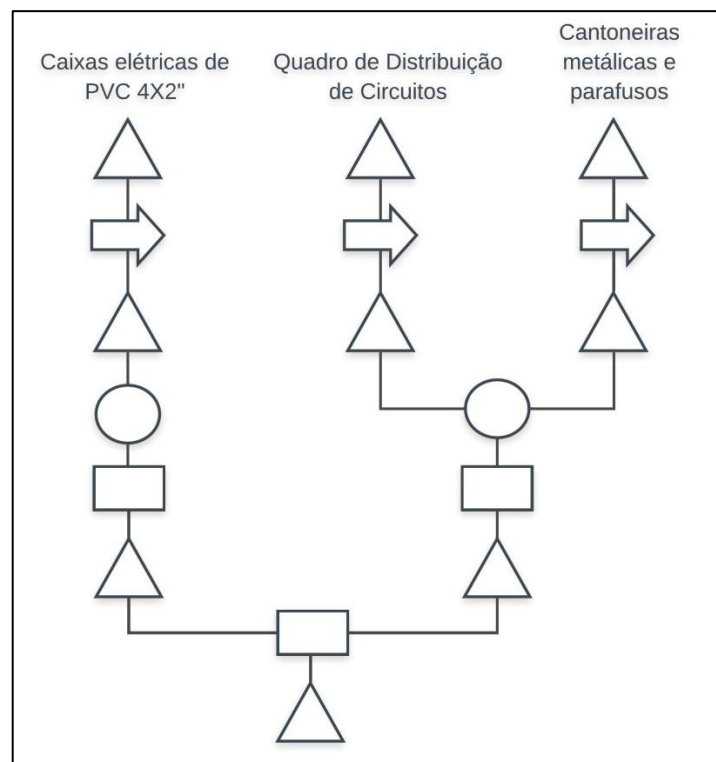 Caixas elétricas de
PVC 4X2"
Quadro de Distribuição
de Circuitos
Cantoneiras
metálicas e
parafusos